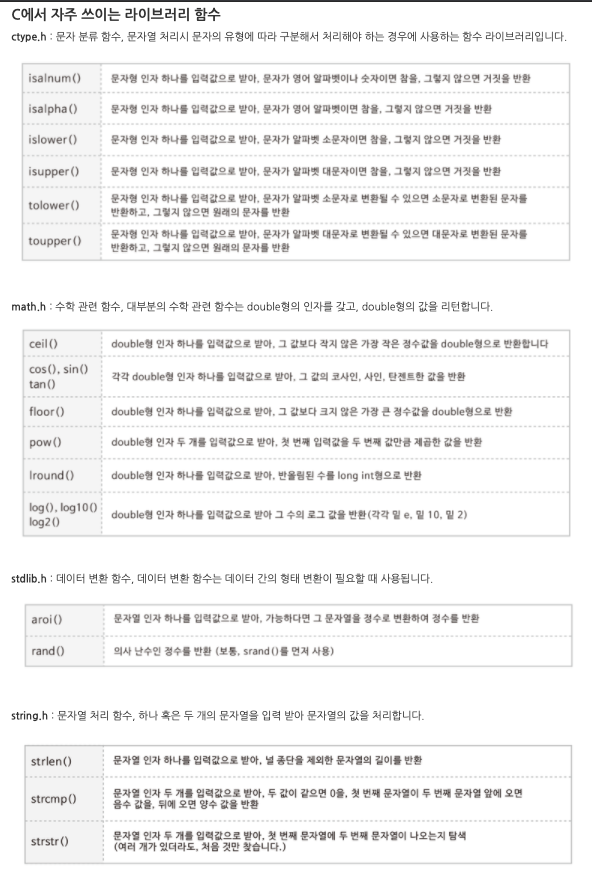 C에서 자주 쓰이는 라이브러리 함수
ctype.h : 문자 분류 함수, 문자열 처리시 문자의 유형에 따라 구분해서 처리해야 하는 경우에 사용하는 함수 라이브러리입니다.
isalnum() 문자형 인자 하나를 입력값으로 받아, 문자가 영어 알파벳이나 숫자이면 참을, 그렇지 않으면 거짓을 반환
isalpha() 문자형 인자 하나를 입력값으로 받아, 문자가 영어 알파벳이면 참을, 그렇지 않으면 거짓을 반환
islower() 문자형 인자 하나를 입력값으로 받아, 문자가 알파벳 소문자이면 참을, 그렇지 않으면 거짓을 반환
isupper() 문자형 인자 하나를 입력값으로 받아, 문자가 알파벳 대문자이면 참을, 그렇지 않으면 거짓을 반환
tolower() 문자형 인자 하나를 입력값으로 받아, 문자가 알파벳 소문자로 변환될 수 있으면 소문자로 변환된 문자를
반환하고, 그렇지 않으면 원래의 문자를 반환
toupper() 문자형 인자 하나를 입력값으로 받아, 문자가 알파벳 대문자로 변환될 수 있으면 대문자로 변환된 문자를
반환하고, 그렇지 않으면 원래의 문자를 반환
math.h : 수학 관련 함수, 대부분의 수학 관련 함수는 double형의 인자를 갖고, double형의 값을 리턴합니다.
ceil() double형 인자 하나를 입력값으로 받아, 그 값보다 작지 않은 가장 작은 정수값을 double형으로 반환합니다
cos(), sin()
tan() 각각 double형 인자 하나를 입력값으로 받아, 그 값의 코사인, 사인, 탄젠트한 값을 반환
floor() double형 인자 하나를 입력값으로 받아, 그 값보다 크지 않은 가장 큰 정수값을 double형으로 반환
pow() double형 인자 두 개를 입력값으로 받아, 첫 번째 입력값을 두 번째 값만큼 제곱한 값을 반환
lround() double형 인자 하나를 입력값으로 받아, 반올림된 수를 long int형으로 반환
log(), log10()
log2() double형 인자 하나를 입력값으로 받아 그 수의 로그 값을 반환(각각 밑 e, 밑 10, 밑 2)
stdlib.h : 데이터 변환 함수, 데이터 변환 함수는 데이터 간의 형태 변환이 필요할 때 사용됩니다.
aroi() 문자열 인자 하나를 입력값으로 받아, 가능하다면 그 문자열을 정수로 변환하여 정수를 반환
rand() 의사 난수인 정수를 반환 (보통, srand()를 먼저 사용)
string.h : 문자열 처리 함수, 하나 혹은 두 개의 문자열을 입력 받아 문자열의 값을 처리합니다.
strlen() 문자열 인자 하나를 입력값으로 받아, 널 종단을 제외한 문자열의 길이를 반환
strcmp() 문자열 인자 두 개를 입력값으로 받아, 두 값이 같으면 0을, 첫 번째 문자열이 두 번째 문자열 앞에 오면
음수 값을, 뒤에 오면 양수 값을 반환
strstr() 문자열 인자 두 개를 입력값으로 받아, 첫 번째 문자열에 두 번째 문자열이 나오는지 탐색
(여러 개가 있더라도, 처음 것만 찾습니다.)